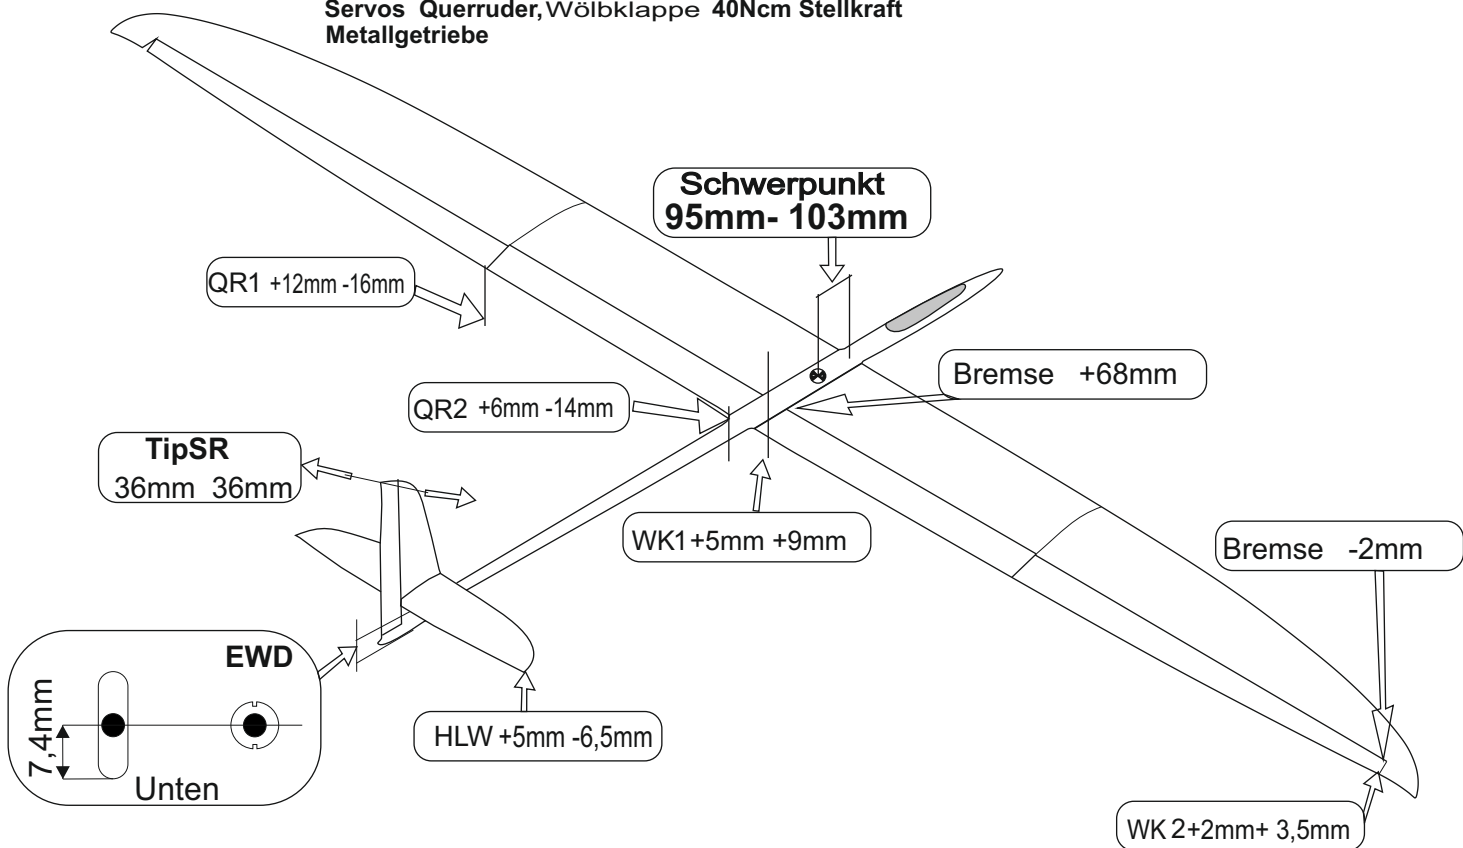 Servos Querruder, Wölbklappe 40Ncm Stellkraft
Metallgetriebe
Schwerpunkt
95mm- 103mm
QR1 +12mm -16mm
Bremse +68mm
QR2 +6mm -14mm
TipSR
36mm 36mm
WK1+5mm +9mm
Bremse -2mm
EWD
7,4mm
Unten
HLW +5mm -6,5mm
WK 2+2mm+ 3,5mm